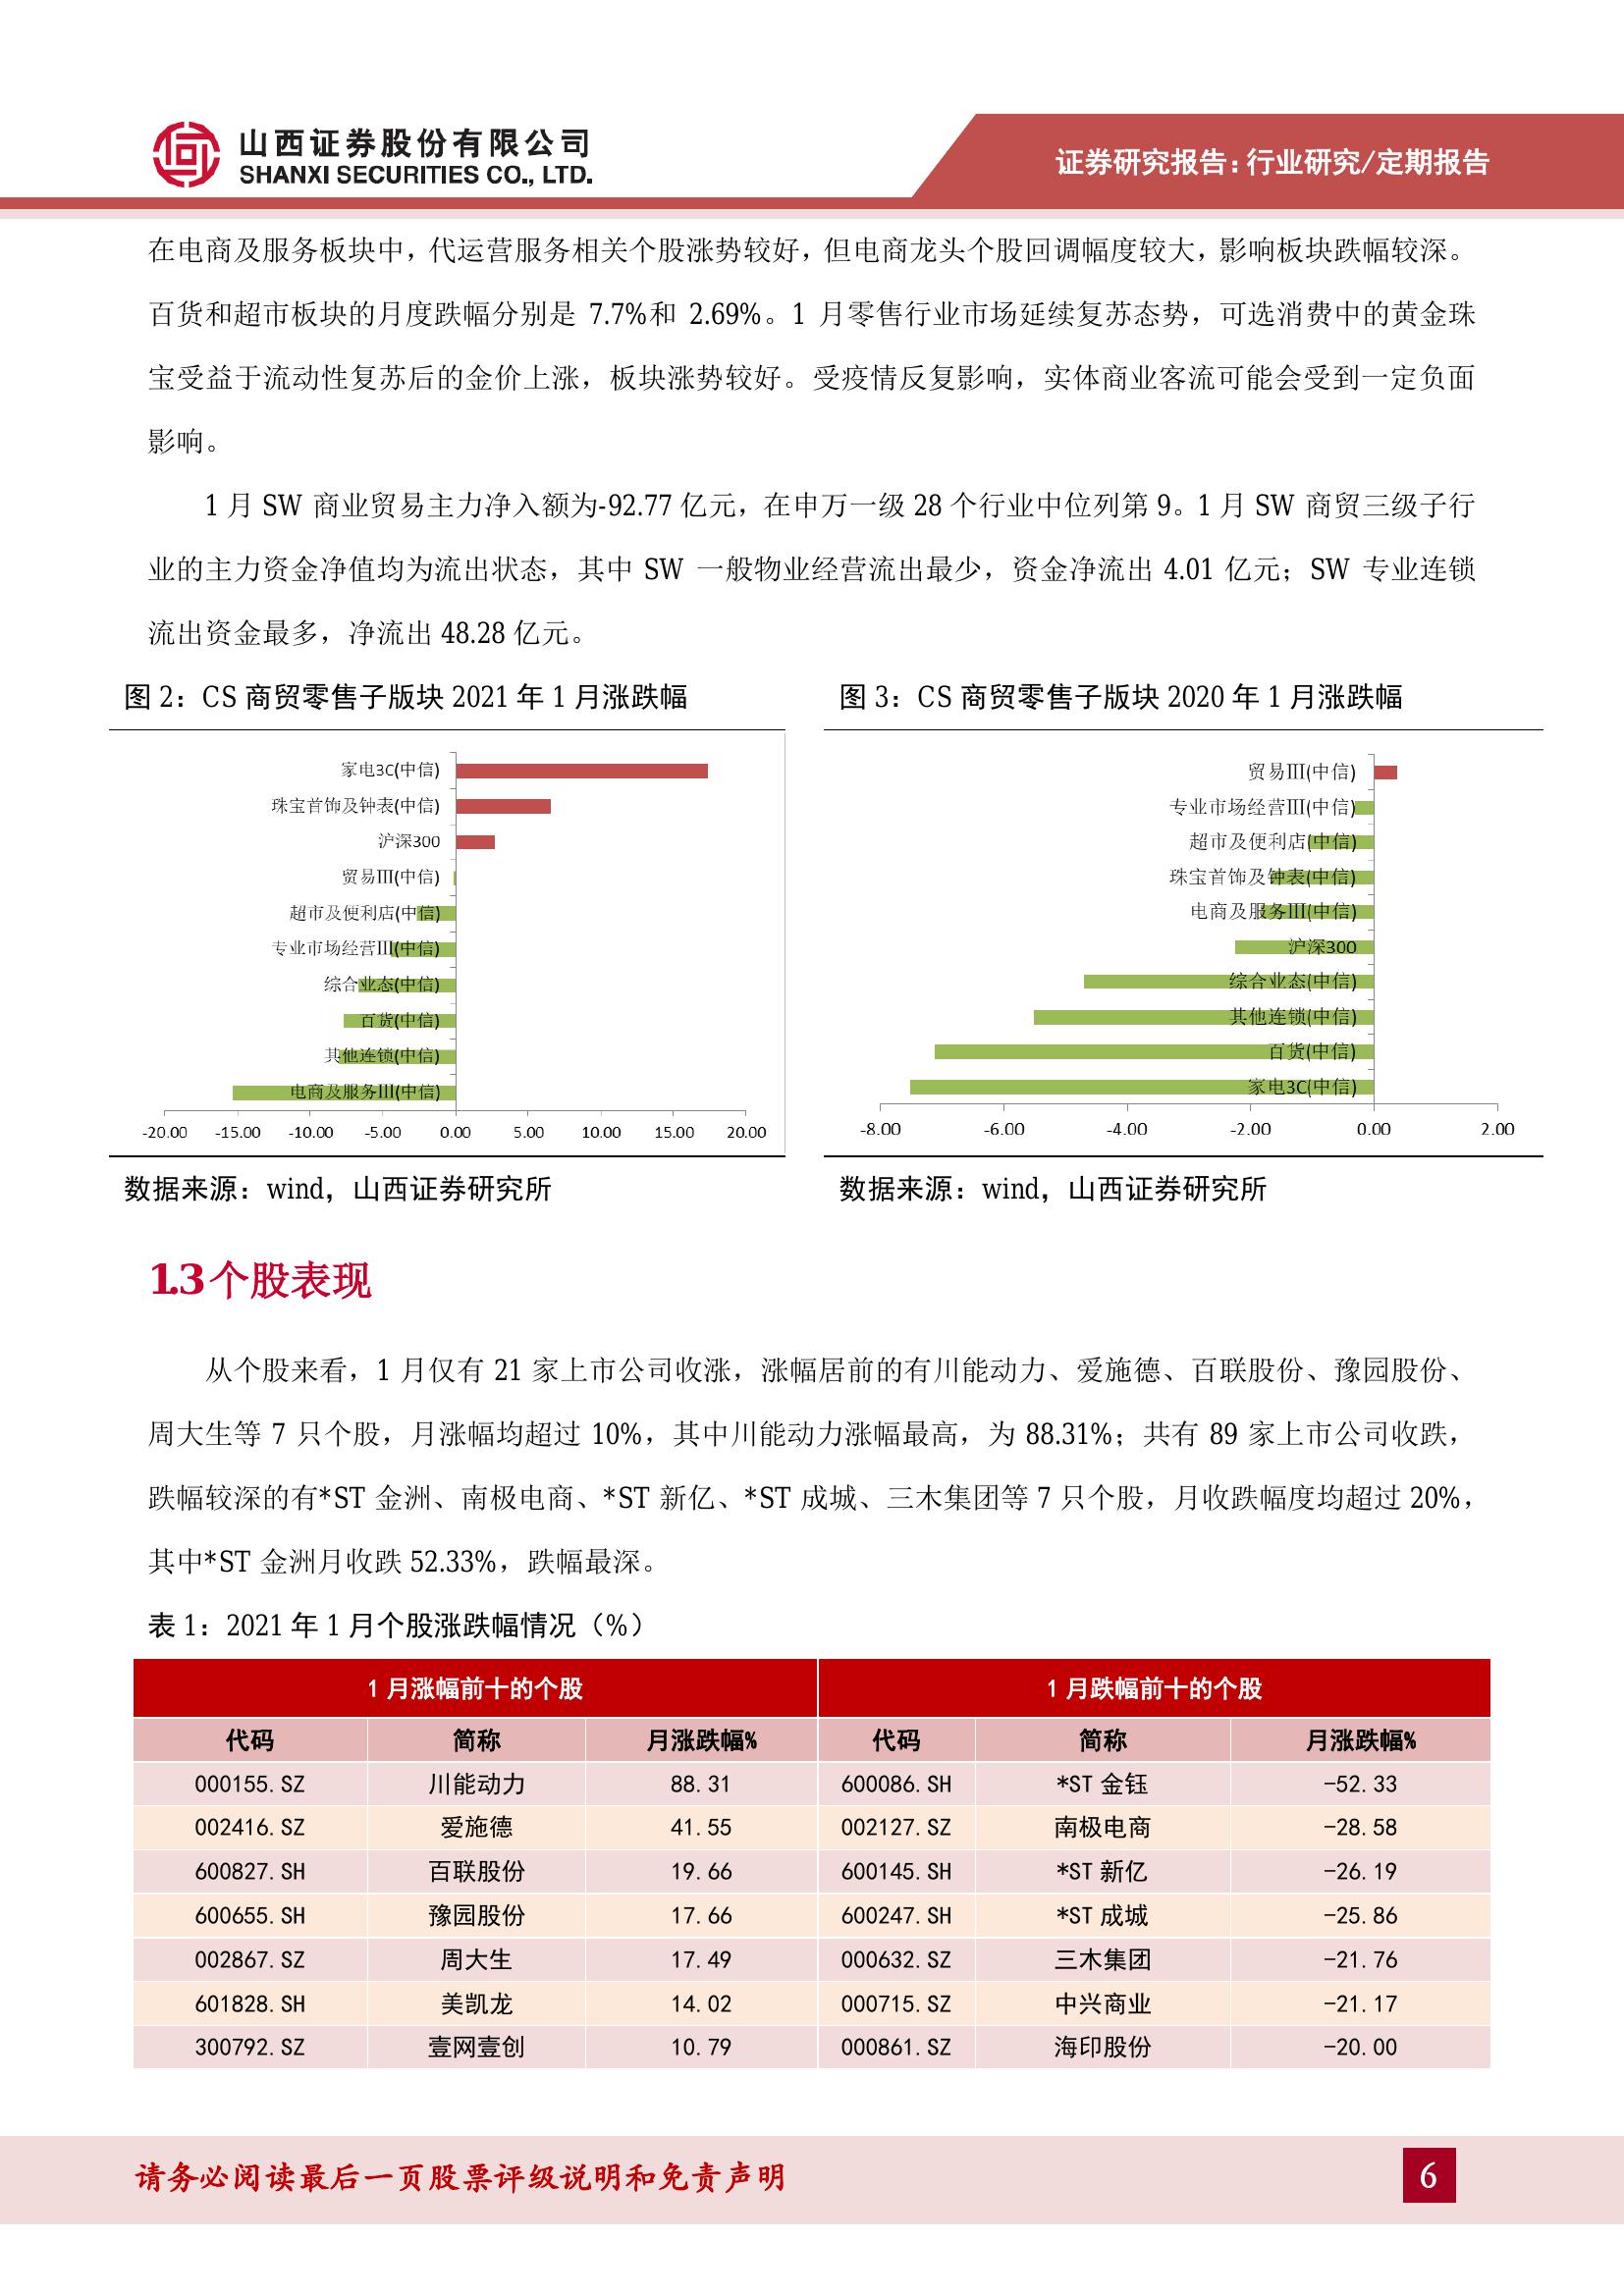 山西证券股份有限公司
SHANXI SECURITIES CO., LTD.
证券研究报告：行业研究/定期报告
在电商及服务板块中，代运营服务相关个股涨势较好，但电商龙头个股回调幅度较大，影响板块跌幅较深。
百货和超市板块的月度跌幅分别是 7.7%和 2.69%。1 月零售行业市场延续复苏态势，可选消费中的黄金珠
宝受益于流动性复苏后的金价上涨，板块涨势较好。受疫情反复影响，实体商业客流可能会受到一定负面
影响。
1 月 SW 商业贸易主力净入额为-92.77 亿元，在申万一级 28 个行业中位列第 9。1 月 SW 商贸三级子行
业的主力资金净值均为流出状态，其中 SW 一般物业经营流出最少，资金净流出 4.01 亿元；SW 专业连锁
流出资金最多，净流出 48.28 亿元。
图 2：CS 商贸零售子版块 2021 年 1 月涨跌幅
家电3C(中信)
珠宝首饰及钟表(中信)
沪深300
贸易III(中信)
超市及便利店(中信)
专业市场经营III(中信)
综合业态(中信)
百货(中信)
其他连锁(中信)
电商及服务III(中信)
-20.00 -15.00 -10.00 -5.00 0.00 5.00 10.00 15.00 20.00
数据来源：wind，山西证券研究所
图 3：CS 商贸零售子版块 2020 年 1 月涨跌幅
贸易III(中信)
专业市场经营III(中信)
超市及便利店(中信)
珠宝首饰及钟表(中信)
电商及服务III(中信)
沪深300
综合业态(中信)
其他连锁(中信)
百货(中信)
家电3C(中信)
-8.00 -6.00 -4.00 -2.00 0.00 2.00
数据来源：wind，山西证券研究所
1.3 个股表现
从个股来看，1 月仅有 21 家上市公司收涨，涨幅居前的有川能动力、爱施德、百联股份、豫园股份、
周大生等 7 只个股，月涨幅均超过 10%，其中川能动力涨幅最高，为 88.31%；共有 89 家上市公司收跌，
跌幅较深的有*ST 金洲、南极电商、*ST 新亿、*ST 成城、三木集团等 7 只个股，月收跌幅度均超过 20%，
其中*ST 金洲月收跌 52.33%，跌幅最深。
表 1：2021 年 1 月个股涨跌幅情况（%）
1 月涨幅前十的个股 1 月跌幅前十的个股
代码 简称 月涨跌幅% 代码 简称 月涨跌幅%
000155.SZ 川能动力 88.31 600086.SH *ST 金钰 -52.33
002416.SZ 爱施德 41.55 002127.SZ 南极电商 -28.58
600827.SH 百联股份 19.66 600145.SH *ST 新亿 -26.19
600655.SH 豫园股份 17.66 600247.SH *ST 成城 -25.86
002867.SZ 周大生 17.49 000632.SZ 三木集团 -21.76
601828.SH 美凯龙 14.02 000715.SZ 中兴商业 -21.17
300792.SZ 壹网壹创 10.79 000861.SZ 海印股份 -20.00
请务必阅读最后一页股票评级说明和免责声明
6